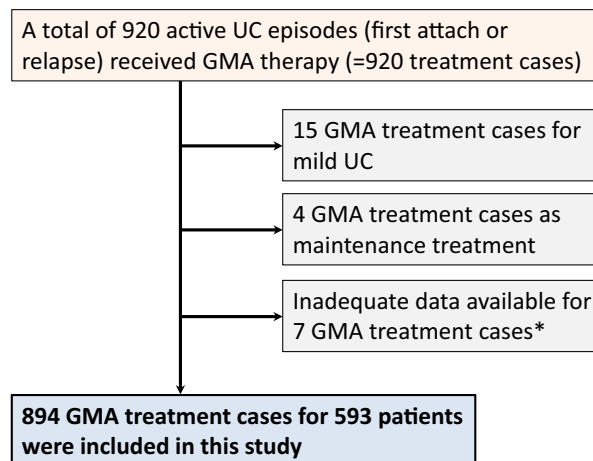 A total of 920 active UC episodes (first attach or
relapse) received GMA therapy (=920 treatment cases)
15 GMA treatment cases for
mild UC
4 GMA treatment cases as
maintenance treatment
Inadequate data available for
7 GMA treatment cases*
894 GMA treatment cases for 593 patients
were included in this study